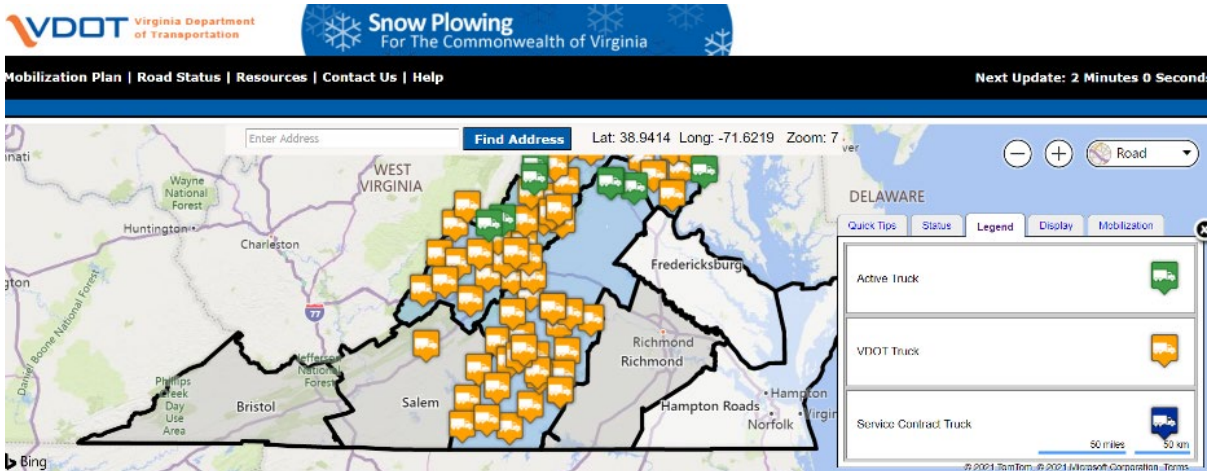 VDOT Virginia Department
of Transportation
Snow Plowing
For The Commonwealth of Virginia
Mobilization Plan | Road Status | Resources | Contact Us | Help
Next Update: 2 Minutes 0 Seconds
Enter Address
Find Address
Lat: 38.9414 Long: -71.6219 Zoom: 7
Road
DELAWARE
Quick Tips
Status
Legend
Display
Mobilization
Active Truck
VDOT Truck
Service Contract Truck
50 miles
50 km
© 2021 TomTom, © 2021 Microsoft Corporation Terms
WEST
VIRGINIA
Wayne
National
Forest
Huntington
Charleston
77
Daniel Boone National Forest
Fredericksburg
Richmond
Richmond
Jefferson
National
Forest
Phillips
Creek
Day
Use
Area
Bristol
Salem
Hampton Roads
Hampton
Norfolk
Bing